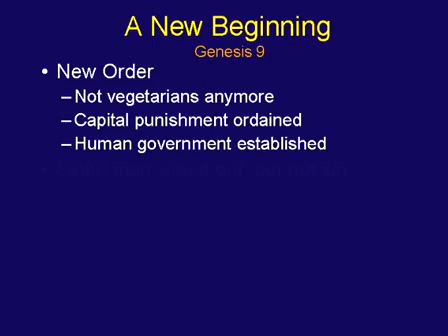 A New Beginning
Genesis 9
• New Order
– Not vegetarians anymore
– Capital punishment ordained
– Human government established